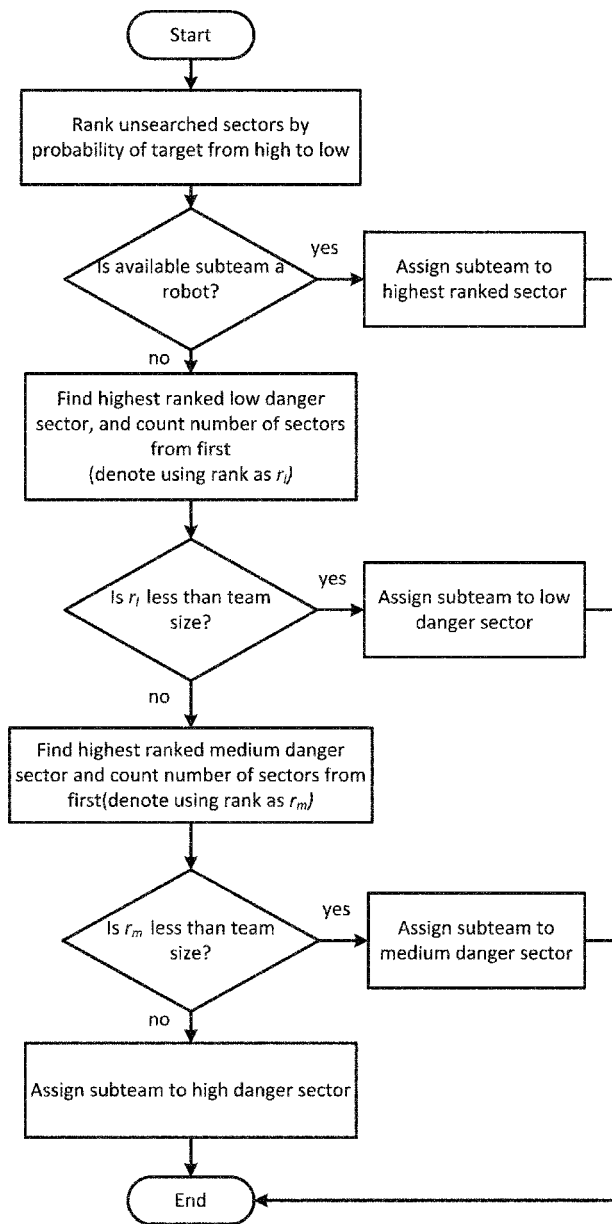 Start
Rank unsearched sectors by
probability of target from high to low
Is available subteam a
robot?
yes
Assign subteam to
highest ranked sector
no
Find highest ranked low danger
sector, and count number of sectors
from first
(denote using rank as rₗ)
Is rₗ less than team
size?
yes
Assign subteam to low
danger sector
no
Find highest ranked medium danger
sector and count number of sectors from
first(denote using rank as rₘ)
Is rₘ less than team
size?
yes
Assign subteam to
medium danger sector
no
Assign subteam to high danger sector
End